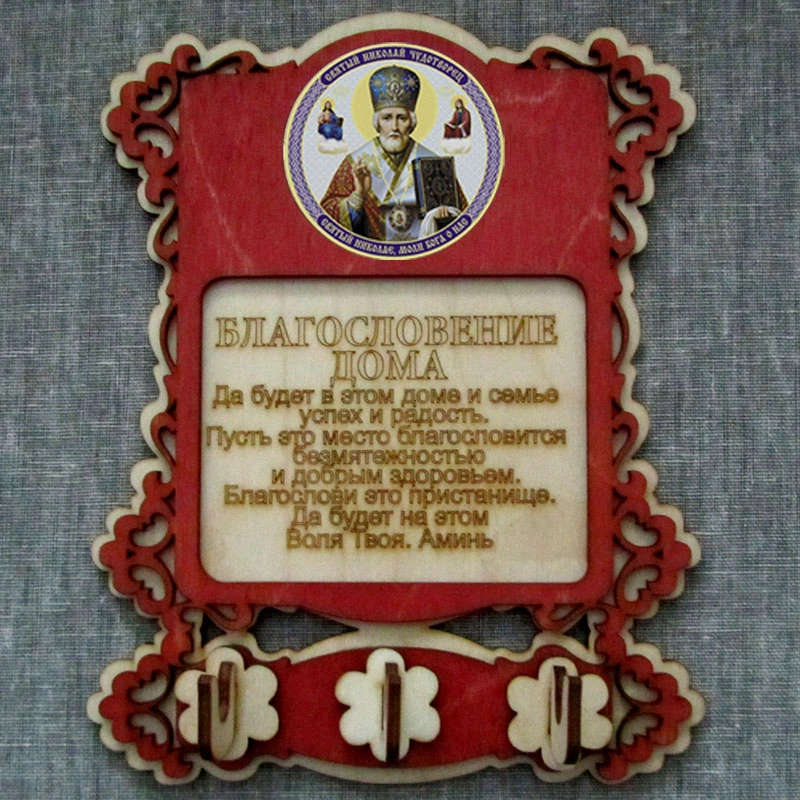 СВЯТЫЙ НИКОЛАЙ ЧУДОТВОРЕЦ
СВЯТЫЙ НИКОЛАЕ, МОЛИ БОГА О НАС
БЛАГОСЛОВЕНИЕ
ДОМА
Да будет в этом доме и семье
успех и радость.
Пусть это место благословится
безмятежностью
и добрым здоровьем.
Благослови это пристанище.
Да будет на этом
Воля Твоя. Аминь